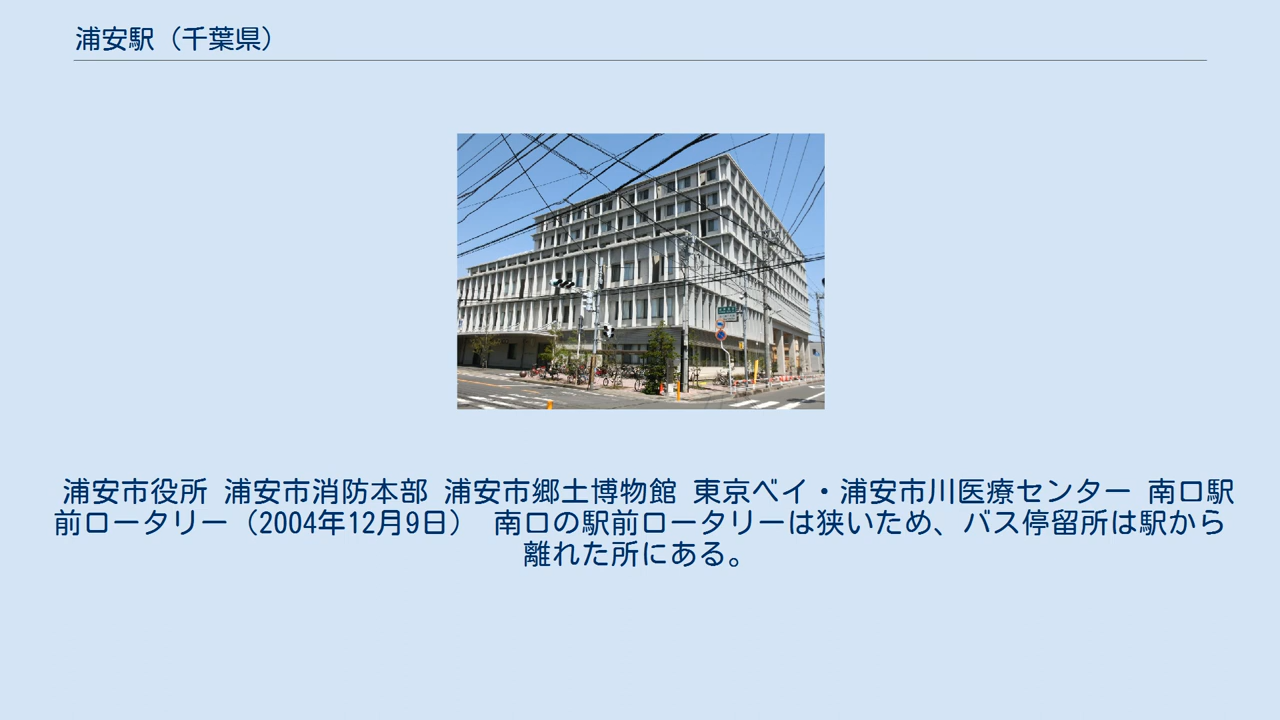 浦安駅（千葉県）
浦安市役所 浦安市消防本部 浦安市郷土博物館 東京ベイ・浦安市川医療センター 南口駅
前ロータリー（2004年12月9日） 南口の駅前ロータリーは狭いため、バス停留所は駅から
離れた所にある。